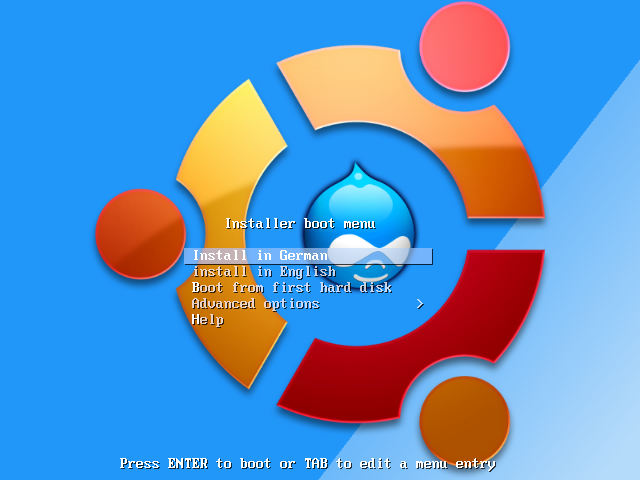 Installer boot menu
Install in German
install in English
Boot from first hard disk
Advanced options >
Help
Press ENTER to boot or TAB to edit a menu entry